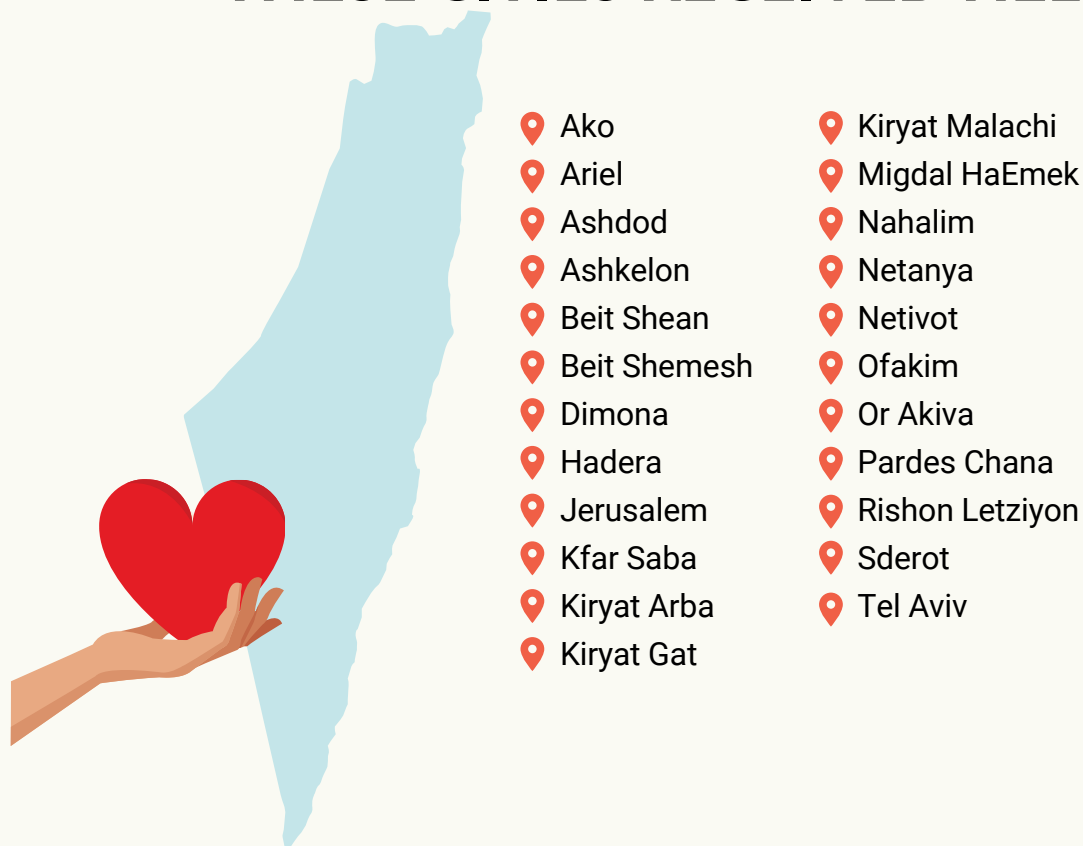 Ako
Ariel
Ashdod
Ashkelon
Beit Shean
Beit Shemesh
Dimona
Hadera
Jerusalem
Kfar Saba
Kiryat Arba
Kiryat Gat
Kiryat Malachi
Migdal HaEmek
Nahalim
Netanya
Netivot
Ofakim
Or Akiva
Pardes Chana
Rishon Letziyon
Sderot
Tel Aviv